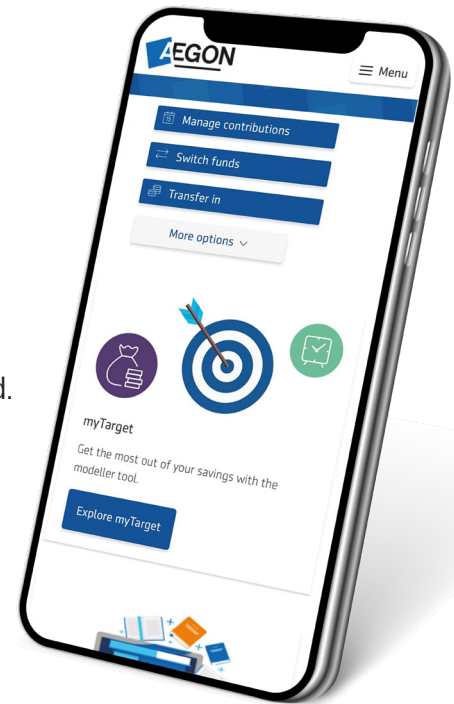 AEGON
Menu
Manage contributions
Switch funds
Transfer in
More options
d.
myTarget
Get the most out of your savings with the
modeller tool.
Explore myTarget